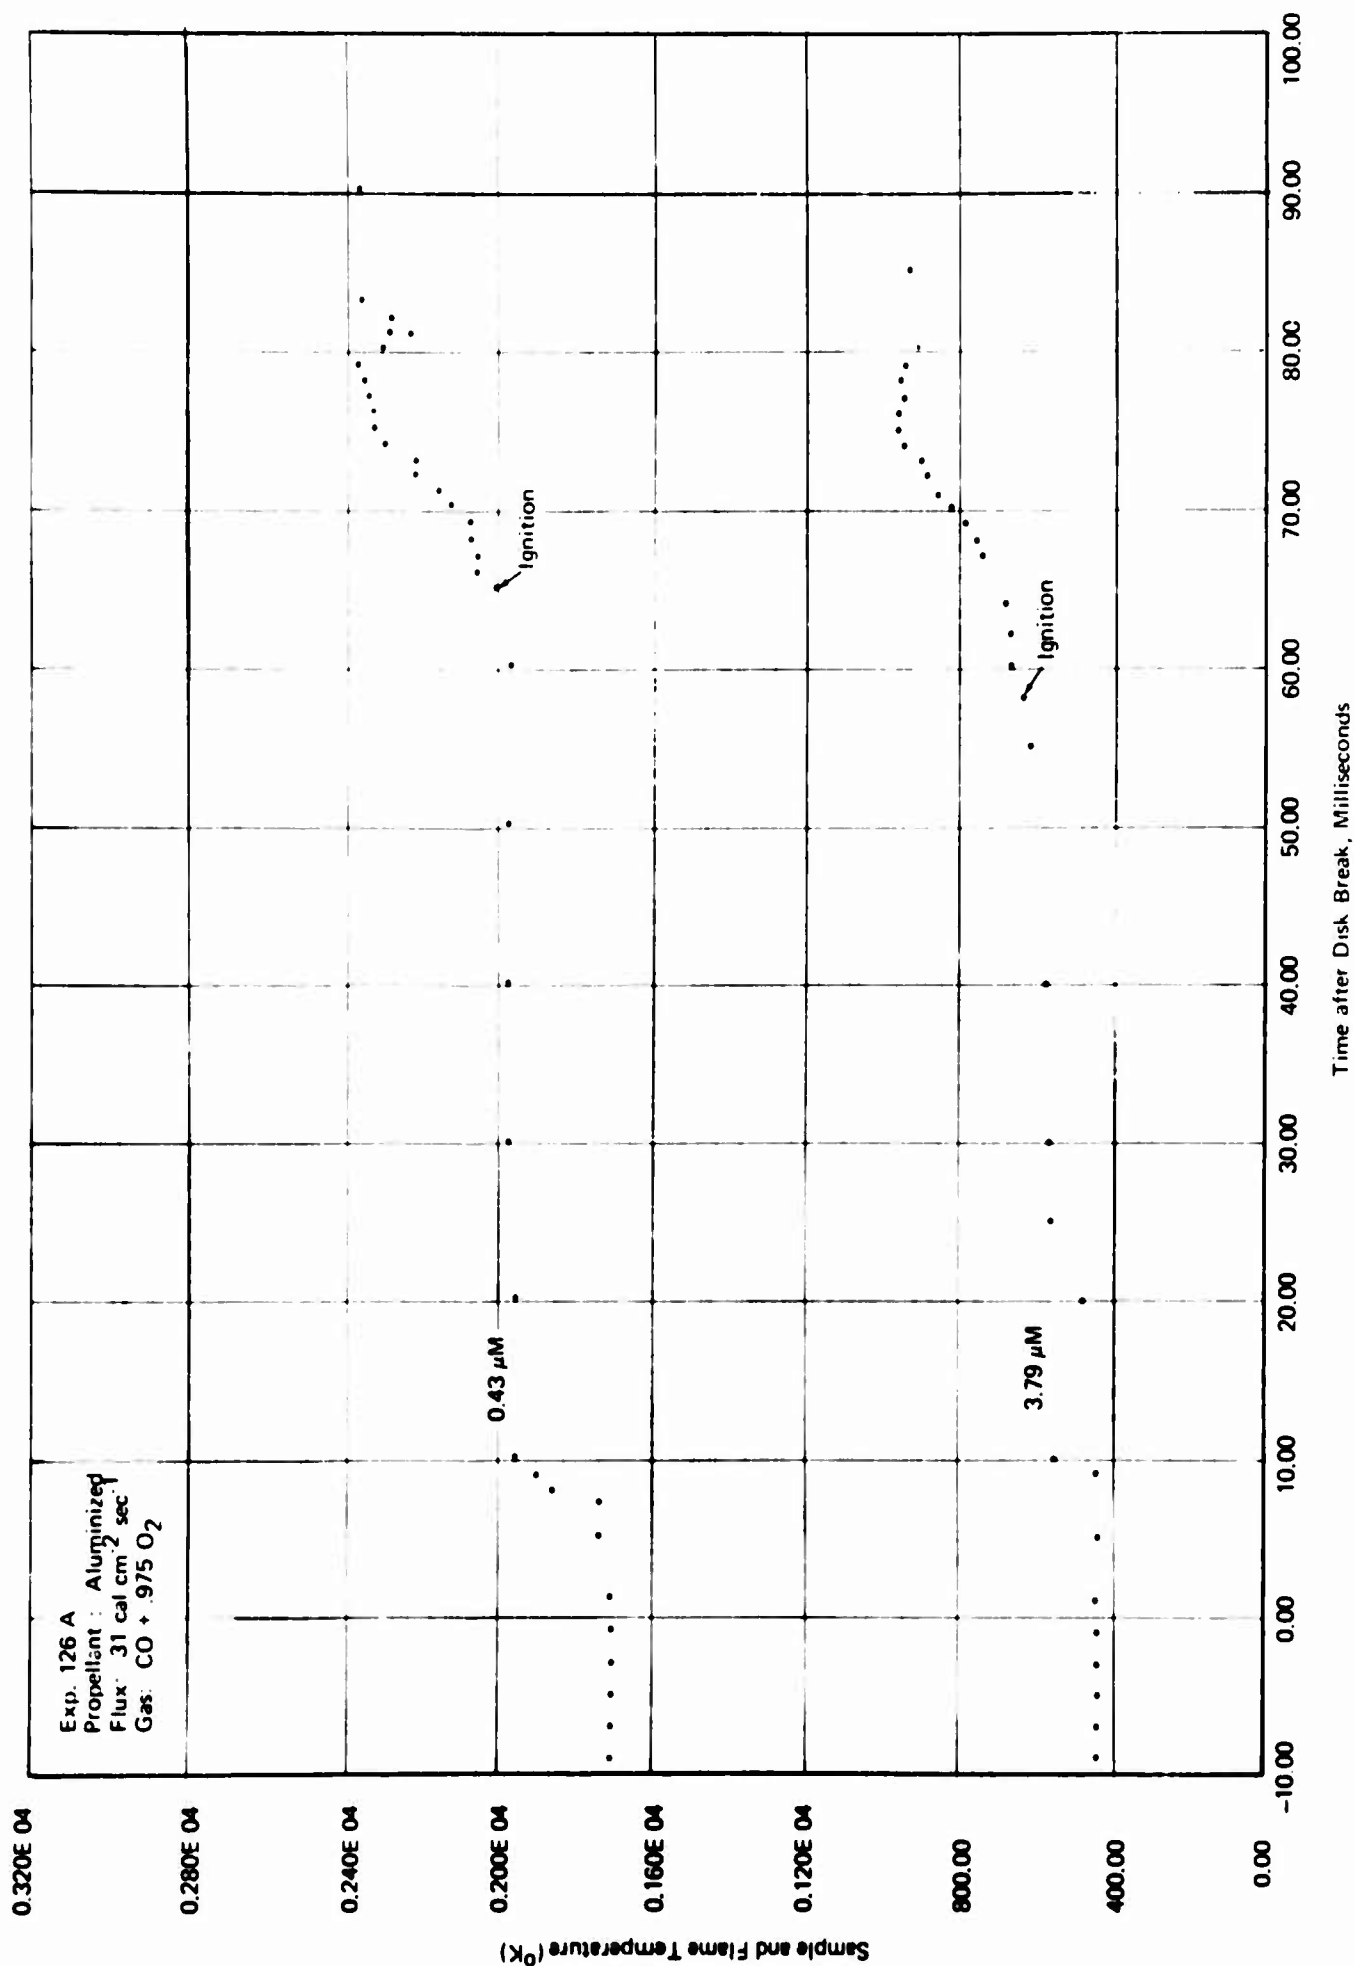 Exp. 126 A
Propellant : Aluminized
Flux: 31 cal cm-2 sec-1
Gas: CO + .975 O2
0.320E 04
0.280E 04
0.240E 04
0.200E 04
0.160E 04
0.120E 04
800.00
400.00
0.00
Sample and Flame Temperature (°K)
0.43 μM
Ignition
3.79 μM
Ignition
-10.00
0.00
10.00
20.00
30.00
40.00
50.00
60.00
70.00
80.00
90.00
100.00
Time after Disk Break, Milliseconds